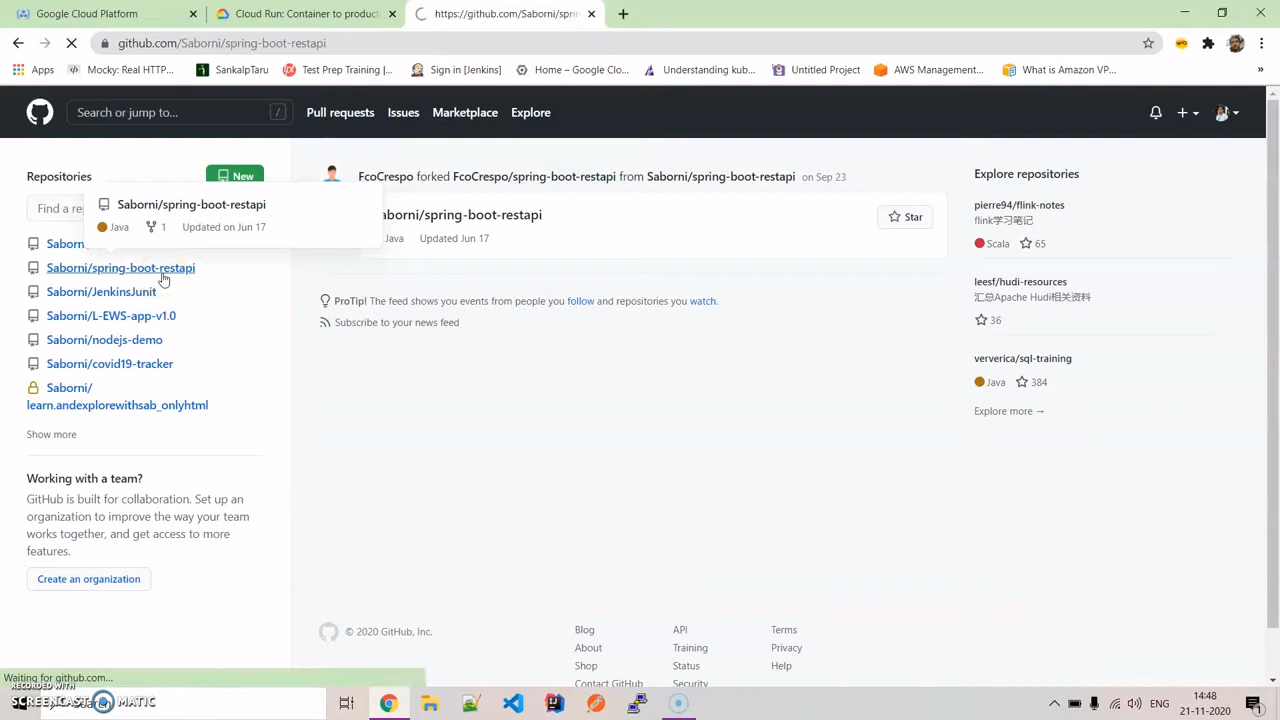 Google Cloud Platform
Cloud Run: Container to produc
https://github.com/Saborni/sprin
github.com/Saborni/spring-boot-restapi
Apps
Mocky: Real HTTP...
SankalpTaru
Test Prep Training |...
Sign in [Jenkins]
Home – Google Clo...
Understanding kub...
Untitled Project
AWS Management...
What is Amazon VP...
»
Search or jump to...
/
Pull requests
Issues
Marketplace
Explore
Repositories
New
Find a re
Saborni/spring-boot-restapi
Java
1
Updated on Jun 17
Saborn
Saborni/spring-boot-restapi
Saborni/JenkinsJunit
Saborni/L-EWS-app-v1.0
Saborni/nodejs-demo
Saborni/covid19-tracker
Saborni/
learn.andexplorewithsab_onlyhtml
Show more
Working with a team?
GitHub is built for collaboration. Set up an
organization to improve the way your team
works together, and get access to more
features.
Create an organization
FcoCrespo forked FcoCrespo/spring-boot-restapi from Saborni/spring-boot-restapi on Sep 23
aborni/spring-boot-restapi
Star
Java Updated Jun 17
ProTip! The feed shows you events from people you follow and repositories you watch.
Subscribe to your news feed
Explore repositories
pierre94/flink-notes
flink学习笔记
Scala 65
leesf/hudi-resources
汇总Apache Hudi相关资料
36
ververica/sql-training
Java 384
Explore more →
© 2020 GitHub, Inc.
Blog
About
Shop
Contact GitHub
API
Training
Status
Security
Terms
Privacy
Help
Waiting for github.com...
RECORDED WITH
SCREENCAST MATIC
ENG
14:48
21-11-2020